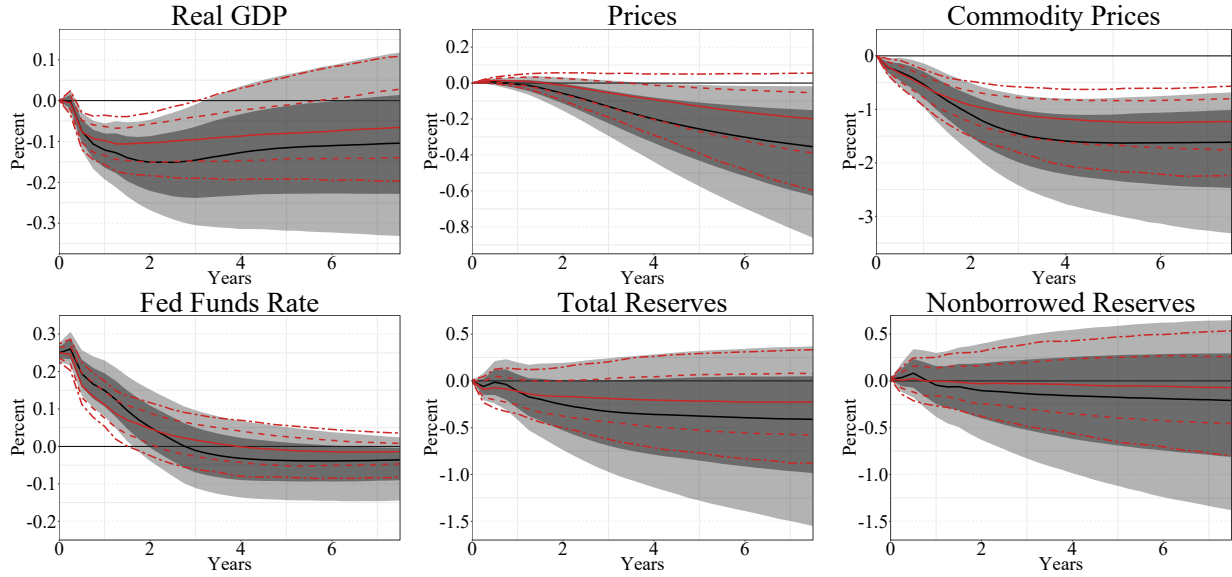 Real GDP
Prices
Commodity Prices
Percent
0.1
0.0
-0.1
-0.2
-0.3
0 2 4 6
Years
Percent
0.2
0.0
-0.2
-0.4
-0.6
-0.8
0 2 4 6
Years
Percent
0
-1
-2
-3
0 2 4 6
Years
Fed Funds Rate
Total Reserves
Nonborrowed Reserves
Percent
0.3
0.2
0.1
0.0
-0.1
-0.2
0 2 4 6
Years
Percent
0.5
0.0
-0.5
-1.0
-1.5
0 2 4 6
Years
Percent
0.5
0.0
-0.5
-1.0
-1.5
0 2 4 6
Years